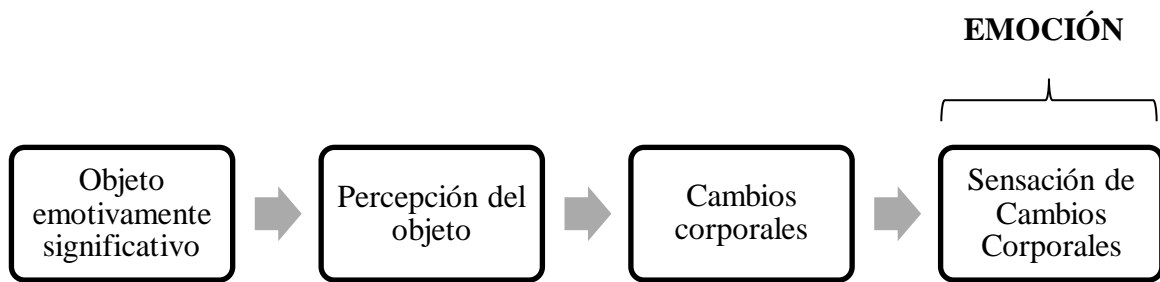 EMOCIÓN
Objeto
emotivamente
significativo
Percepción del
objeto
Cambios
corporales
Sensación de
Cambios
Corporales